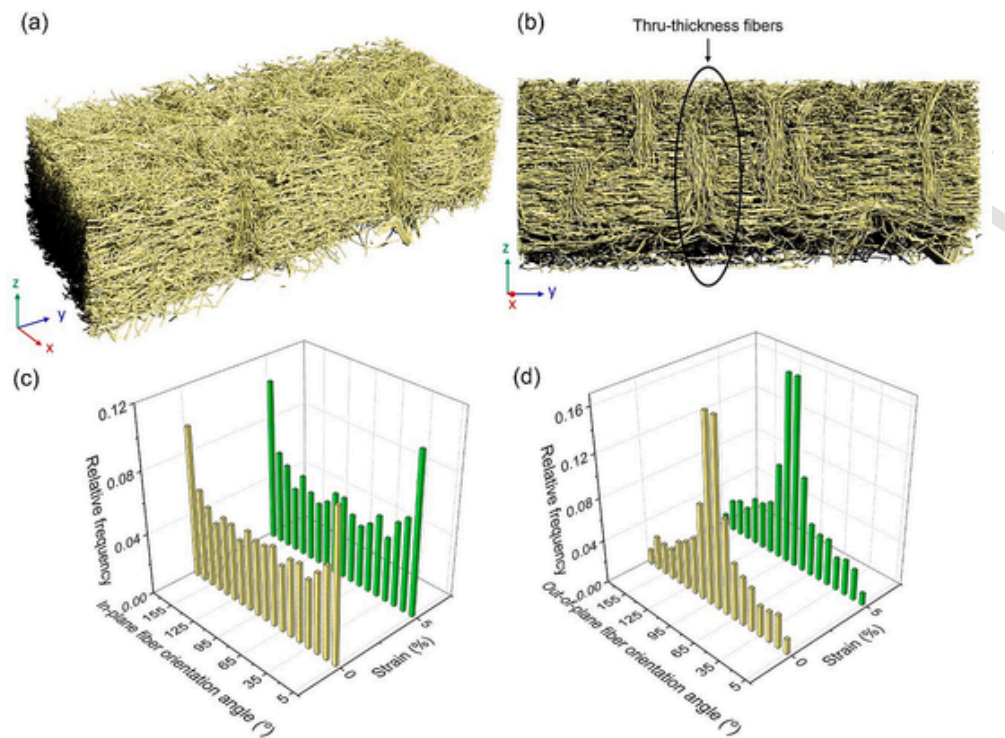 (a)
(b)
Thru-thickness fibers
z
y
x
z
y
x
(c)
(d)
0.12
0.08
0.04
0.00
Relative frequency
155
125
95
65
35
5
In-plane fiber orientation angle (°)
0
5
Strain (%)
0.16
0.12
0.08
0.04
0.00
Relative frequency
155
125
95
65
35
5
Out-of-plane fiber orientation angle (°)
0
5
Strain (%)